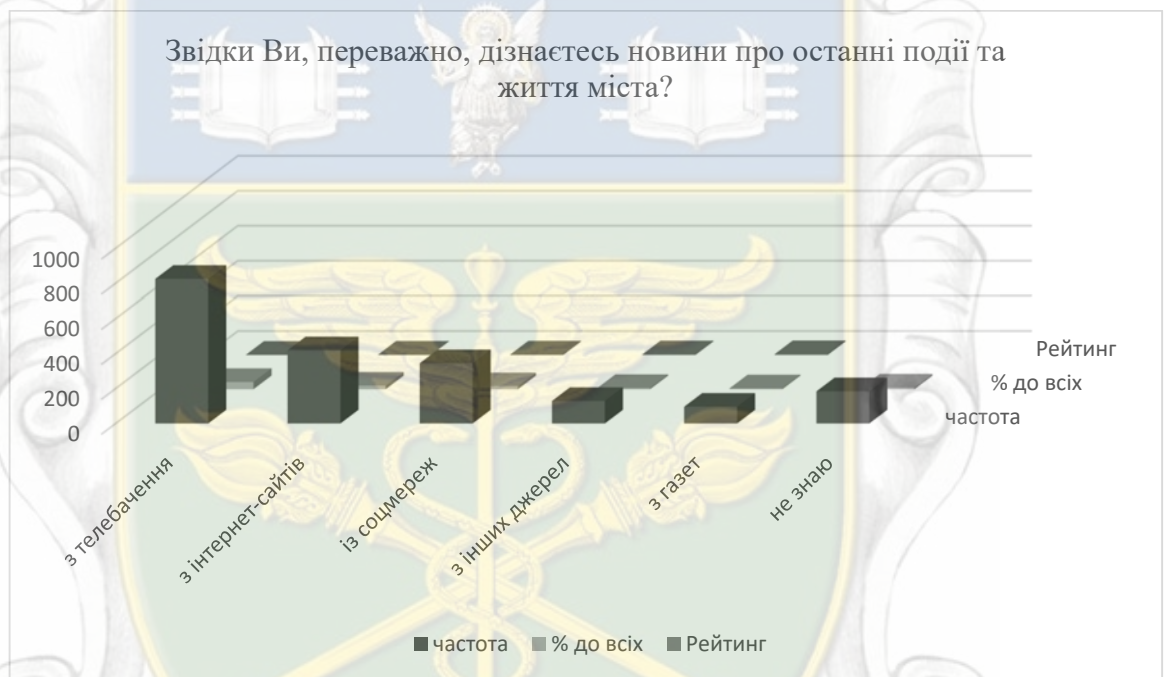 Звідки Ви, переважно, дізнаєтесь новини про останні події та
життя міста?
1000
800
600
400
200
0
Рейтинг
% до всіх
частота
з телебачення
з інтернет-сайтів
із соцмереж
з інших джерел
з газет
не знаю
частота % до всіх Рейтинг